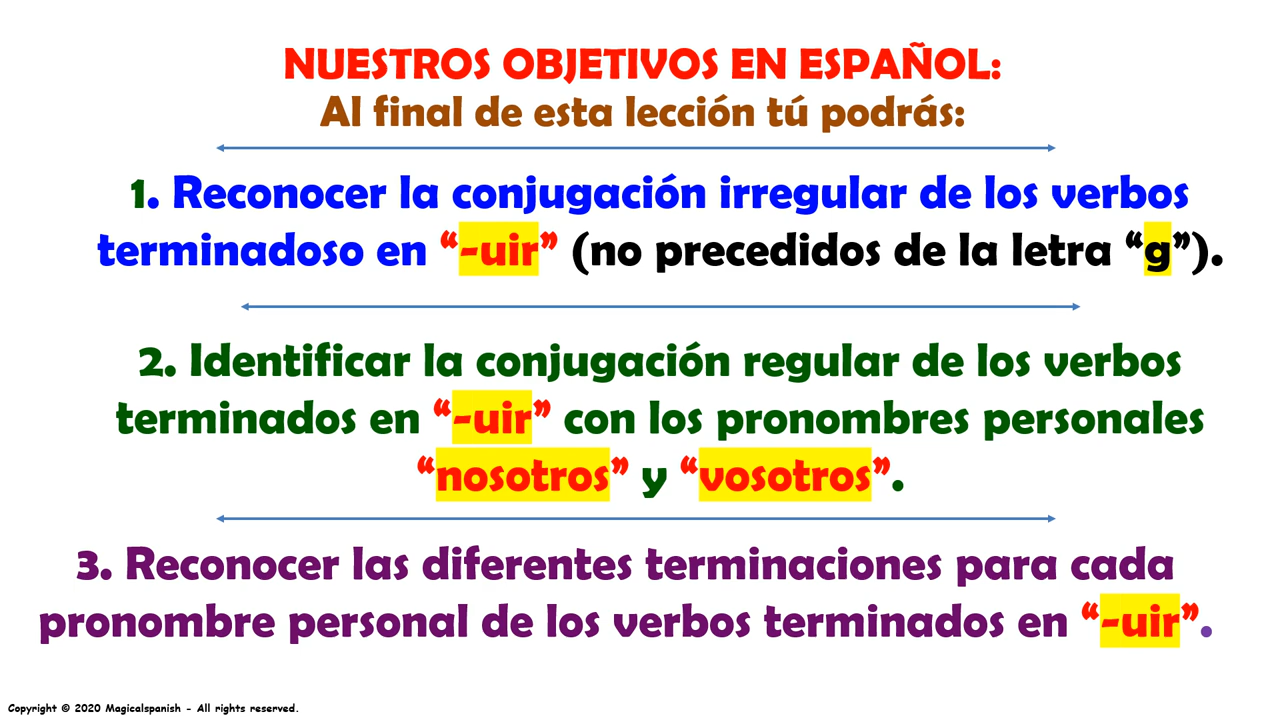 NUESTROS OBJETIVOS EN ESPAÑOL:
Al final de esta lección tú podrás:
1. Reconocer la conjugación irregular de los verbos
terminadoso en “-uir” (no precedidos de la letra “g”).
2. Identificar la conjugación regular de los verbos
terminados en “-uir” con los pronombres personales
“nosotros” y “vosotros”.
3. Reconocer las diferentes terminaciones para cada
pronombre personal de los verbos terminados en “-uir”.
Copyright © 2020 Magicalspanish - All rights reserved.